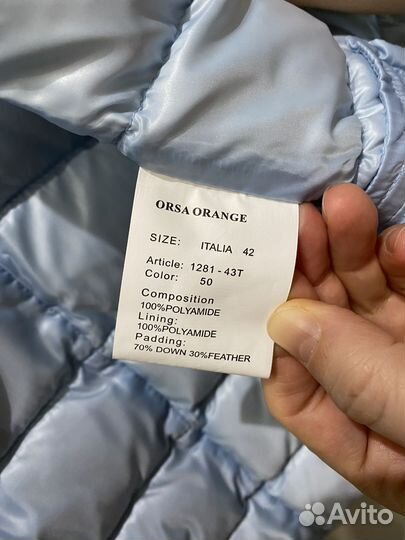 ORSA ORANGE
SIZE: ITALIA 42
Article: 1281 - 43T
Color: 50
Composition
100%POLYAMIDE
Lining:
100%POLYAMIDE
Padding:
70% DOWN 30%FEATHER
Avito